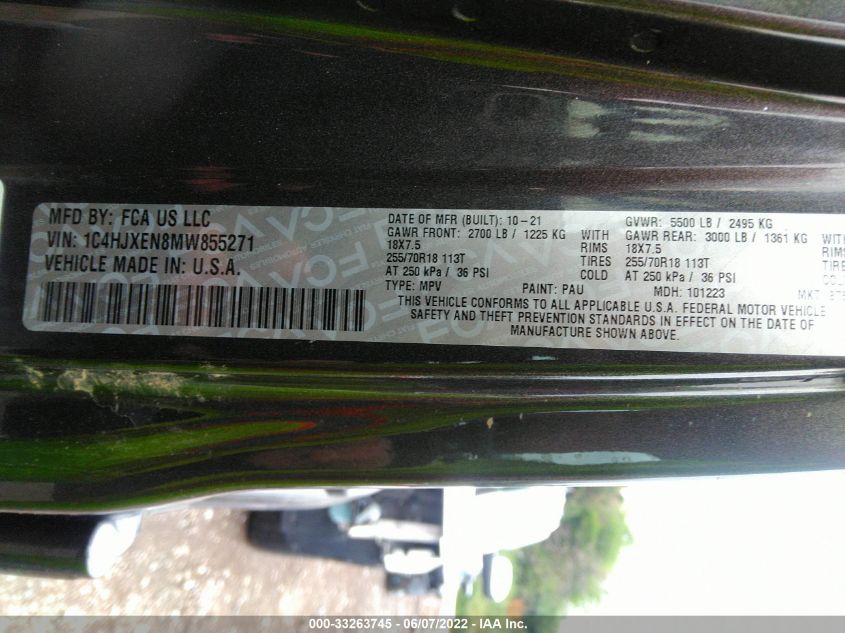 MFD BY: FCA US LLC
VIN: 1C4HJXEN8MW855271
VEHICLE MADE IN: U.S.A.
DATE OF MFR (BUILT): 10-21 GVWR: 5500 LB / 2495 KG
GAWR FRONT: 2700 LB / 1225 KG WITH GAWR REAR: 3000 LB / 1361 KG WITH
18X7.5 RIMS 18X7.5 RIMS
255/70R18 113T TIRES 255/70R18 113T TIRES
AT 250 kPa / 36 PSI COLD AT 250 kPa / 36 PSI
TYPE: MPV PAINT: PAU MDH: 101223 MKT
THIS VEHICLE CONFORMS TO ALL APPLICABLE U.S.A. FEDERAL MOTOR VEHICLE
SAFETY AND THEFT PREVENTION STANDARDS IN EFFECT ON THE DATE OF
MANUFACTURE SHOWN ABOVE.
000-33263745 - 06/07/2022 - IAA Inc.